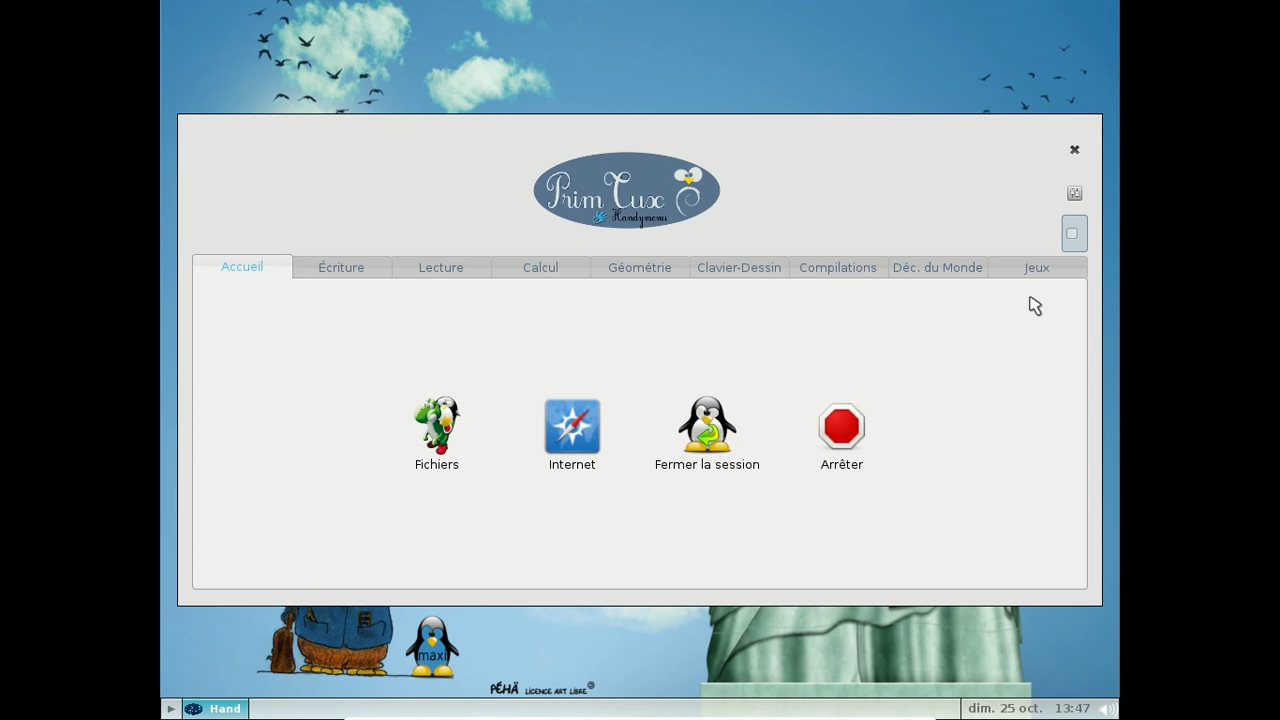 Prim Tux
Handymenu
Accueil
Écriture
Lecture
Calcul
Géométrie
Clavier-Dessin
Compilations
Déc. du Monde
Jeux
Fichiers
Internet
Fermer la session
Arrêter
maxi
PÉHÄ LICENCE ART LIBRE
Hand
dim. 25 oct. 13:47